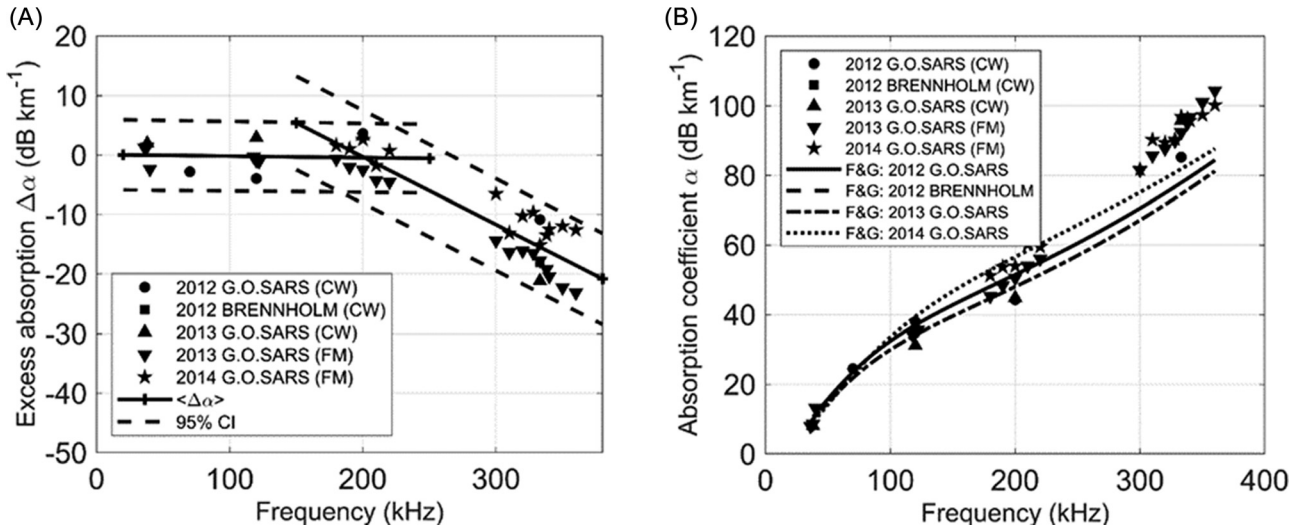 (A)
Excess absorption Δα (dB km⁻¹)
20
10
0
-10
-20
-30
-40
-50
2012 G.O.SARS (CW)
2012 BRENNHOLM (CW)
2013 G.O.SARS (CW)
2013 G.O.SARS (FM)
2014 G.O.SARS (FM)
<Δα>
95% CI
0 100 200 300
Frequency (kHz)
(B)
Absorption coefficient α (dB km⁻¹)
120
100
80
60
40
20
0
2012 G.O.SARS (CW)
2012 BRENNHOLM (CW)
2013 G.O.SARS (CW)
2013 G.O.SARS (FM)
2014 G.O.SARS (FM)
F&G: 2012 G.O.SARS
F&G: 2012 BRENNHOLM
F&G: 2013 G.O.SARS
F&G: 2014 G.O.SARS
0 100 200 300 400
Frequency (kHz)